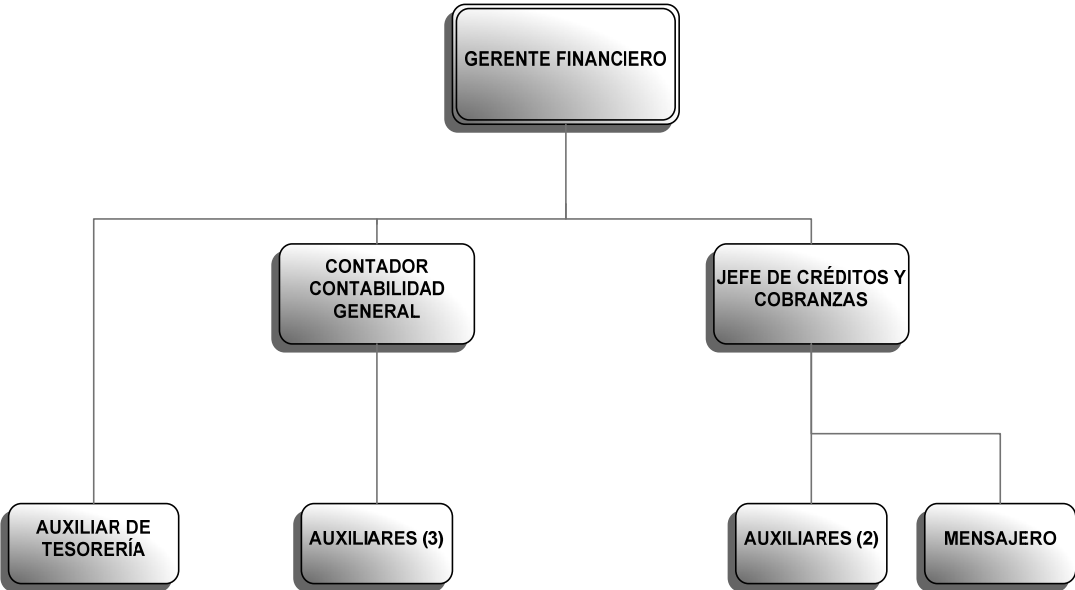 GERENTE FINANCIERO
CONTADOR
CONTABILIDAD
GENERAL
JEFE DE CRÉDITOS Y
COBRANZAS
AUXILIAR DE
TESORERÍA
AUXILIARES (3)
AUXILIARES (2)
MENSAJERO